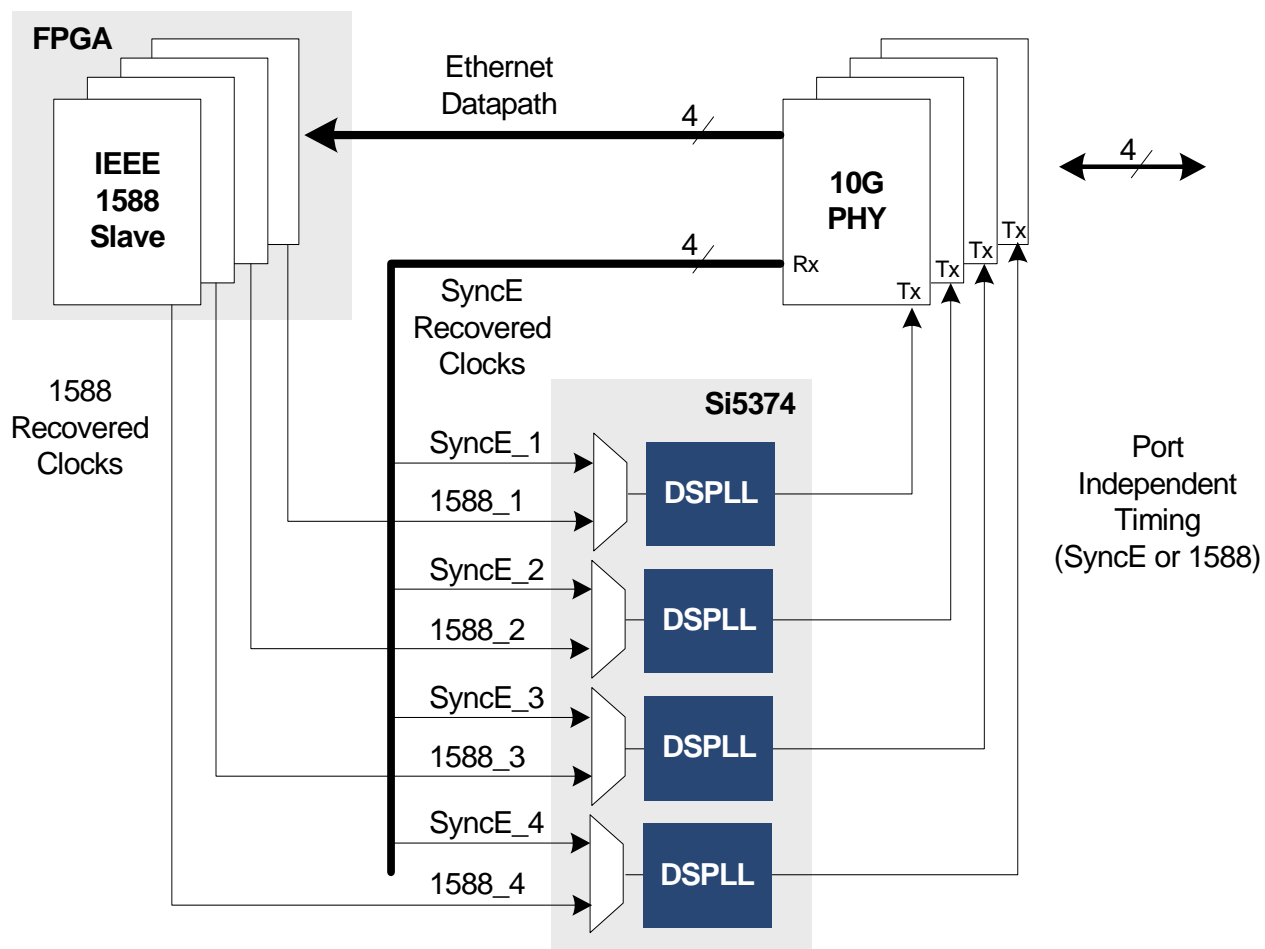 FPGA
IEEE
1588
Slave
Ethernet
Datapath
4
10G
PHY
4
4
Rx
Tx
Tx
Tx
Tx
SyncE
Recovered
Clocks
1588
Recovered
Clocks
Si5374
SyncE_1
1588_1
DSPLL
SyncE_2
1588_2
DSPLL
SyncE_3
1588_3
DSPLL
SyncE_4
1588_4
DSPLL
Port
Independent
Timing
(SyncE or 1588)